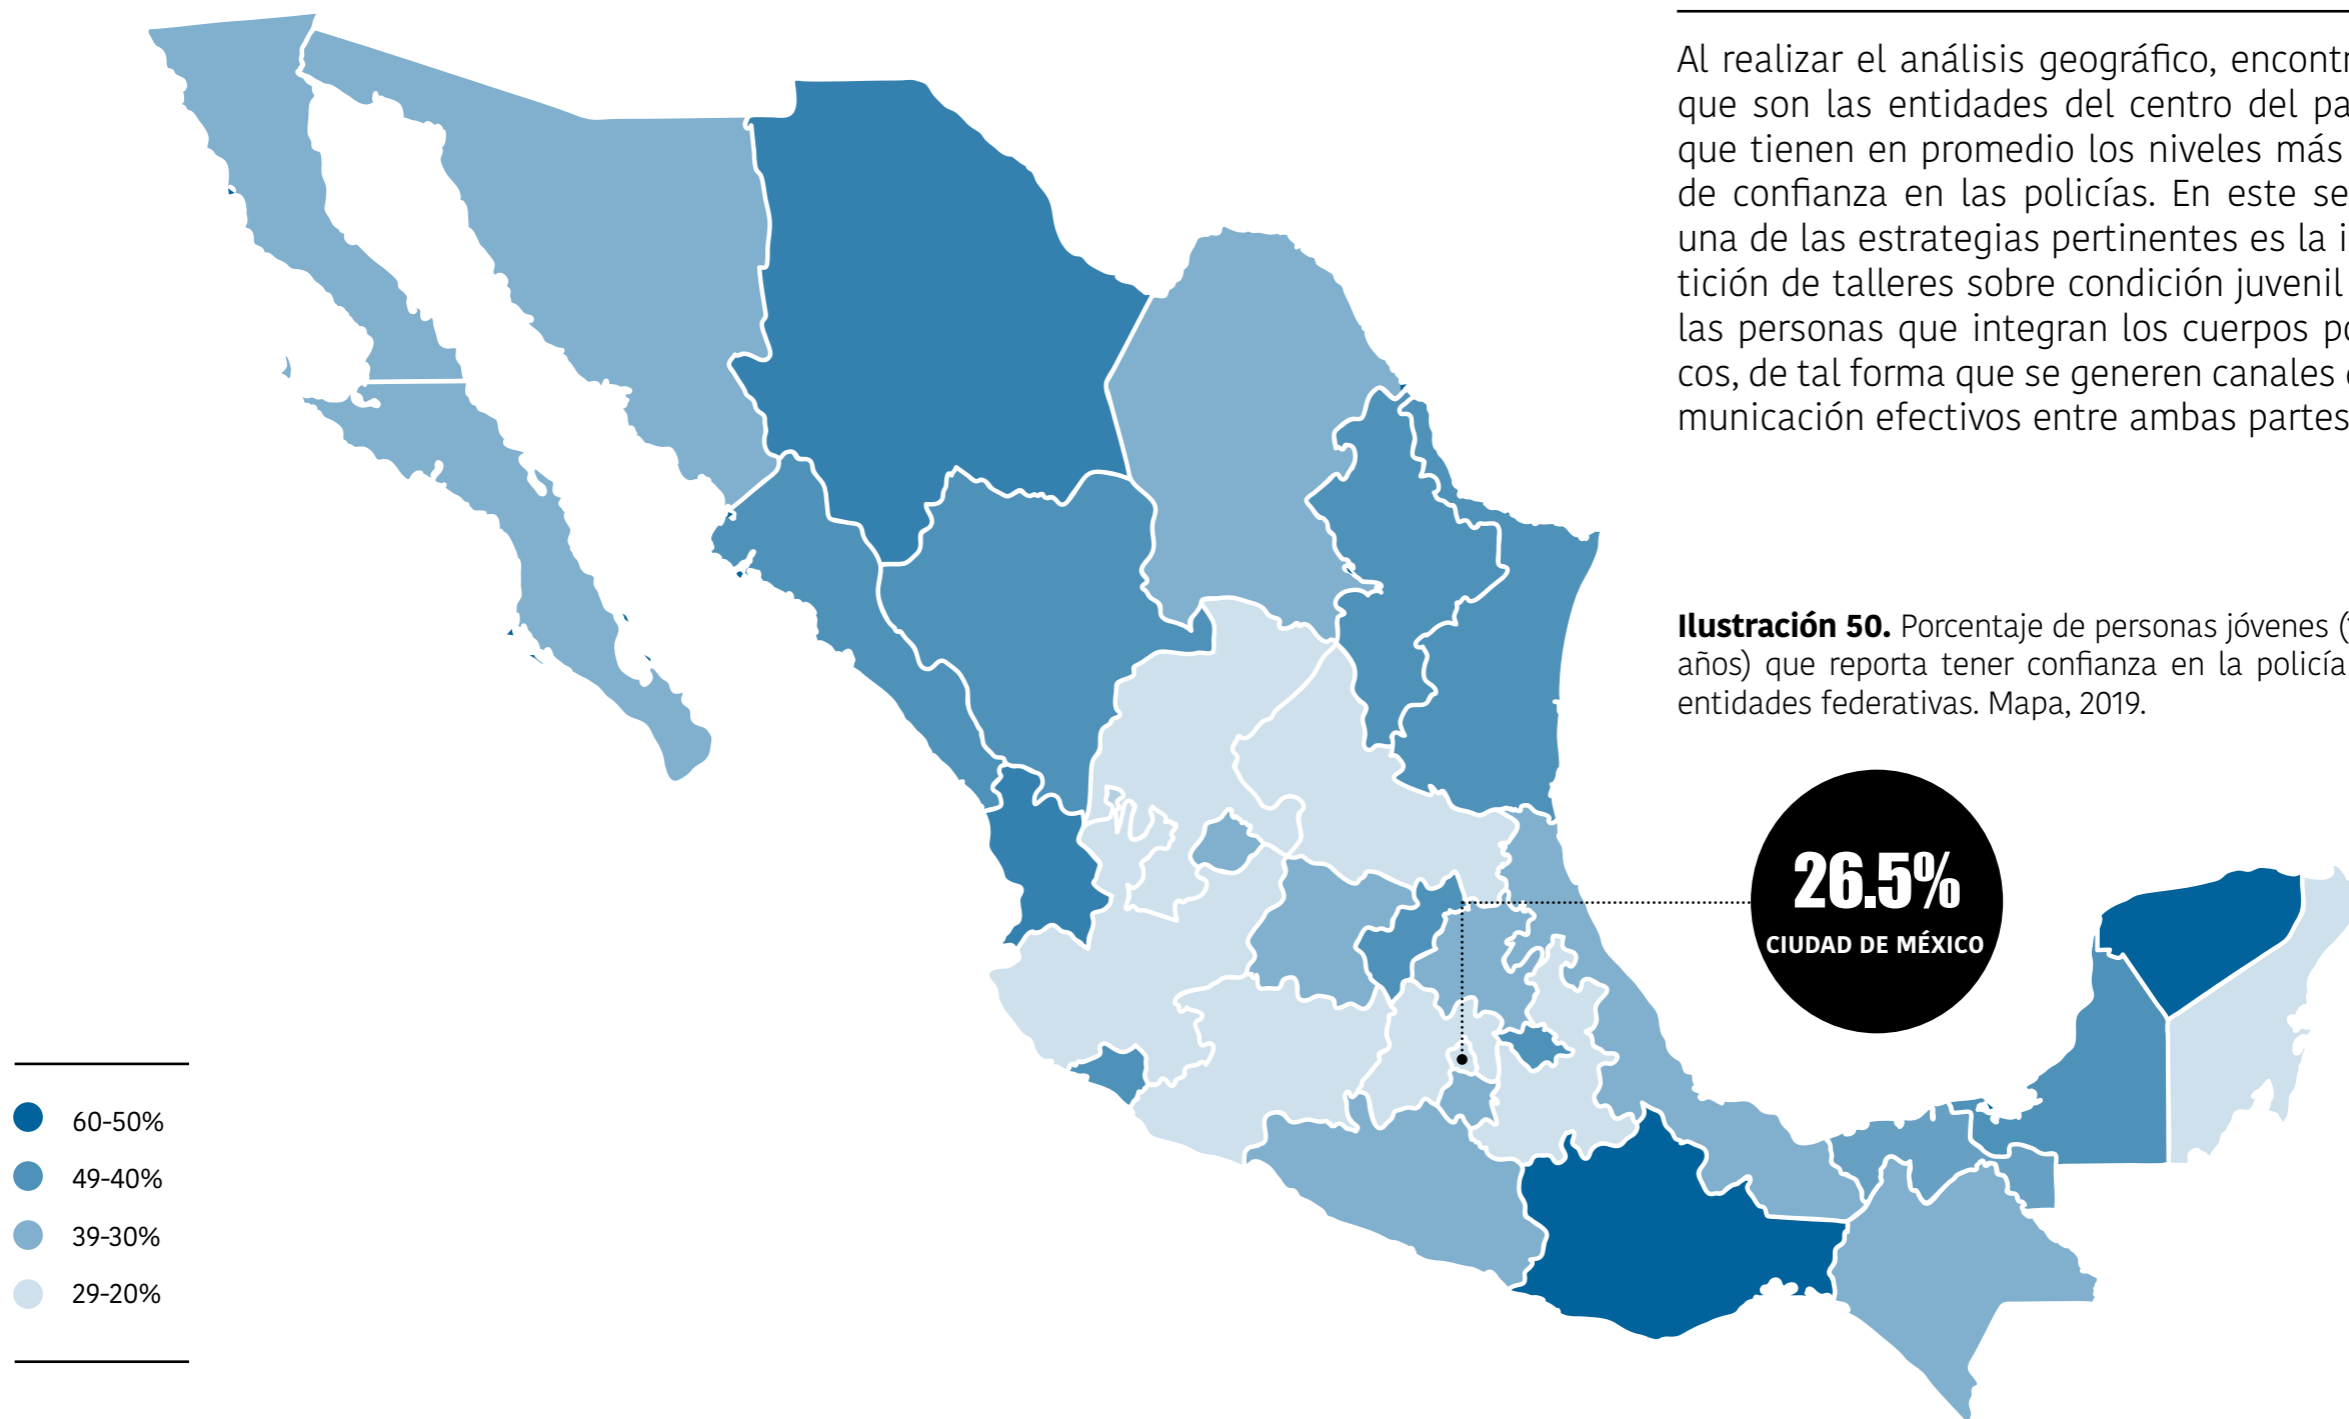 Al realizar el análisis geográfico,
que son las entidades del centro del
que tienen en promedio los niveles más
de confianza en las policías. En este
una de las estrategias pertinentes es la
tición de talleres sobre condición juvenil
las personas que integran los cuerpos
cos, de tal forma que se generen canales
municación efectivos entre ambas partes
Ilustración 50. Porcentaje de personas jóvenes
años) que reporta tener confianza en la policía
entidades federativas. Mapa, 2019.
26.5%
CIUDAD DE MÉXICO
60-50%
49-40%
39-30%
29-20%